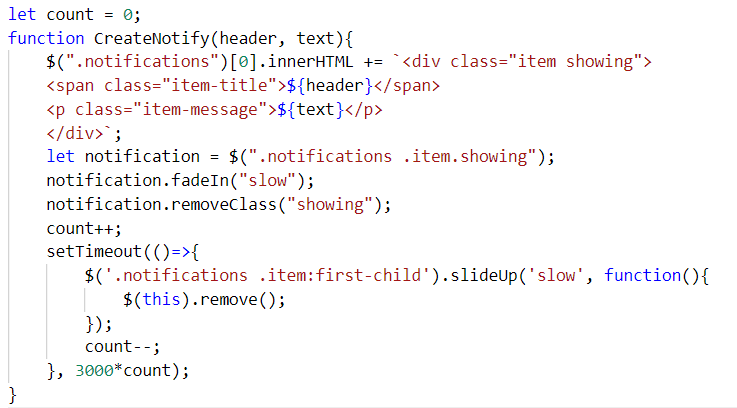 let count = 0;
function CreateNotify(header, text){
    $(".notifications")[0].innerHTML += `<div class="item showing">
    <span class="item-title">${header}</span>
    <p class="item-message">${text}</p>
    </div>`;
    let notification = $(".notifications .item.showing");
    notification.fadeIn("slow");
    notification.removeClass("showing");
    count++;
    setTimeout(()=>{
        $('.notifications .item:first-child').slideUp('slow', function(){
            $(this).remove();
        });
        count--;
    }, 3000*count);
}